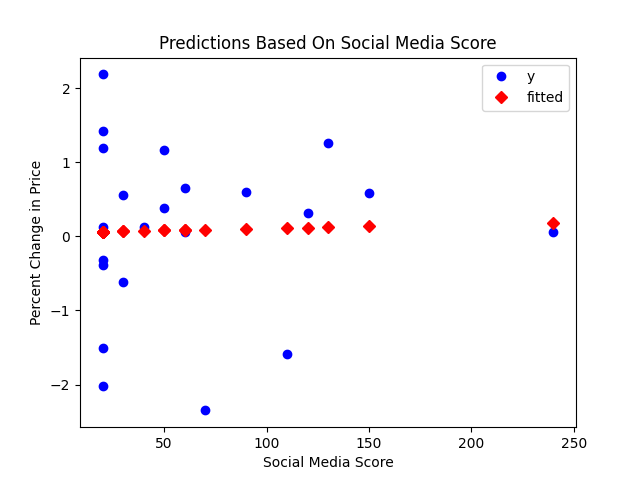 Predictions Based On Social Media Score
y
fitted
Percent Change in Price
2
1
0
−1
−2
50
100
150
200
250
Social Media Score